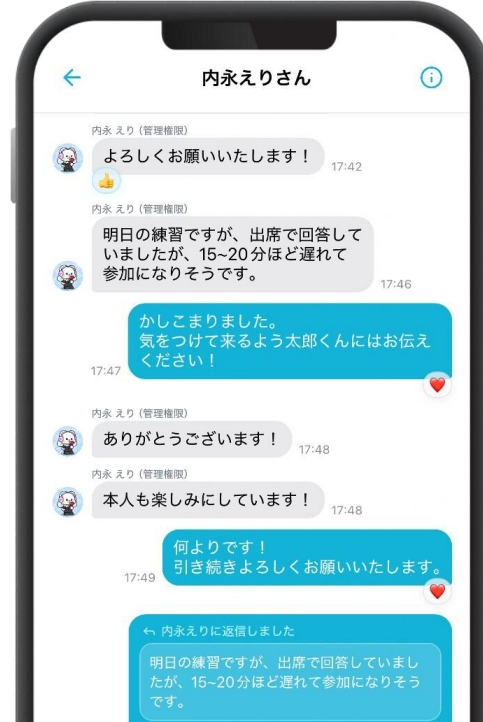 内永えりさん
内永 えり (管理権限)
よろしくお願いいたします！
17:42
内永 えり (管理権限)
明日の練習ですが、出席で回答して
いましたが、15~20分ほど遅れて
参加になりそうです。
17:46
かしこまりました。
気をつけて来るよう太郎くんにはお伝え
ください！
17:47
内永 えり (管理権限)
ありがとうございます！
17:48
内永 えり (管理権限)
本人も楽しみにしています！
17:48
何よりです！
引き続きよろしくお願いいたします。
17:49
内永えりに返信しました
明日の練習ですが、出席で回答していまし
たが、15~20分ほど遅れて参加になりそう
です。